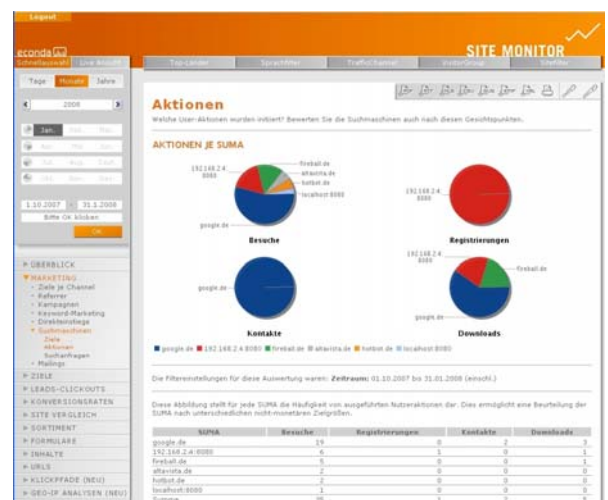 Logout
econda
SITE MONITOR
Schnellauswahl Live Ansicht
Top-Länder Sprachfilter TrafficChannel VisitorGroup Sitefilter
Tage Monate Jahre
2008
Jan.
1.10.2007 - 31.1.2008
Bitte OK klicken
OK
ÜBERBLICK
MARKETING
Ziele je Channel
Referrer
Kampagnen
Keyword-Marketing
Direkteinstiege
Suchmaschinen
Ziele
Aktionen
Suchanfragen
Mailings
ZIELE
LEADS-CLICKOUTS
KONVERSIONSRATEN
SITE VERGLEICH
SORTIMENT
FORMULARE
INHALTE
URLS
KLICKPFADE (NEU)
GEO-IP ANALYSEN (NEU)
Aktionen
Welche User-Aktionen wurden initiiert? Bewerten Sie die Suchmaschinen auch nach diesen Gesichtspunkten.
AKTIONEN JE SUMA
192.168.2.4:8080
fireball.de
altavista.de
hotbot.de
localhost:8080
google.de
Besuche
192.168.2.4:8080
Registrierungen
google.de
Kontakte
192.168.2.4:8080
fireball.de
google.de
Downloads
google.de 192.168.2.4:8080 fireball.de altavista.de hotbot.de localhost:8080
Die Filtereinstellungen für diese Auswertung waren: Zeitraum: 01.10.2007 bis 31.01.2008 (einschl.)
Diese Abbildung stellt für jede SUMA die Häufigkeit von ausgeführten Nutzeraktionen dar. Dies ermöglicht eine Beurteilung der
SUMA nach unterschiedlichen nicht-monetären Zielgrößen.
SUMA Besuche Registrierungen Kontakte Downloads
google.de 19 0 2 3
192.168.2.4:8080 6 1 0 1
fireball.de 5 0 0 1
altavista.de 2 0 0 0
hotbot.de 2 0 0 0
localhost:8080 1 0 0 0